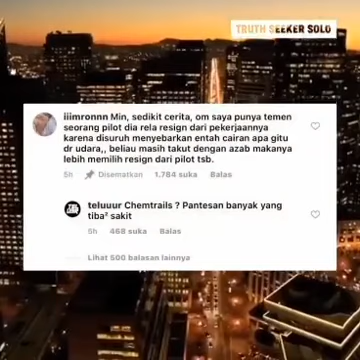 TRUTH SEEKER SOLO
iiimronnn Min, sedikit cerita, om saya punya temen
seorang pilot dia rela resign dari pekerjaannya
karena disuruh menyebarkan entah cairan apa gitu
dr udara,, beliau masih takut dengan azab makanya
lebih memilih resign dari pilot tsb.
5h Disematkan 1.784 suka Balas
teluuur Chemtrails ? Pantesan banyak yang
tiba² sakit
5h 468 suka Balas
Lihat 500 balasan lainnya